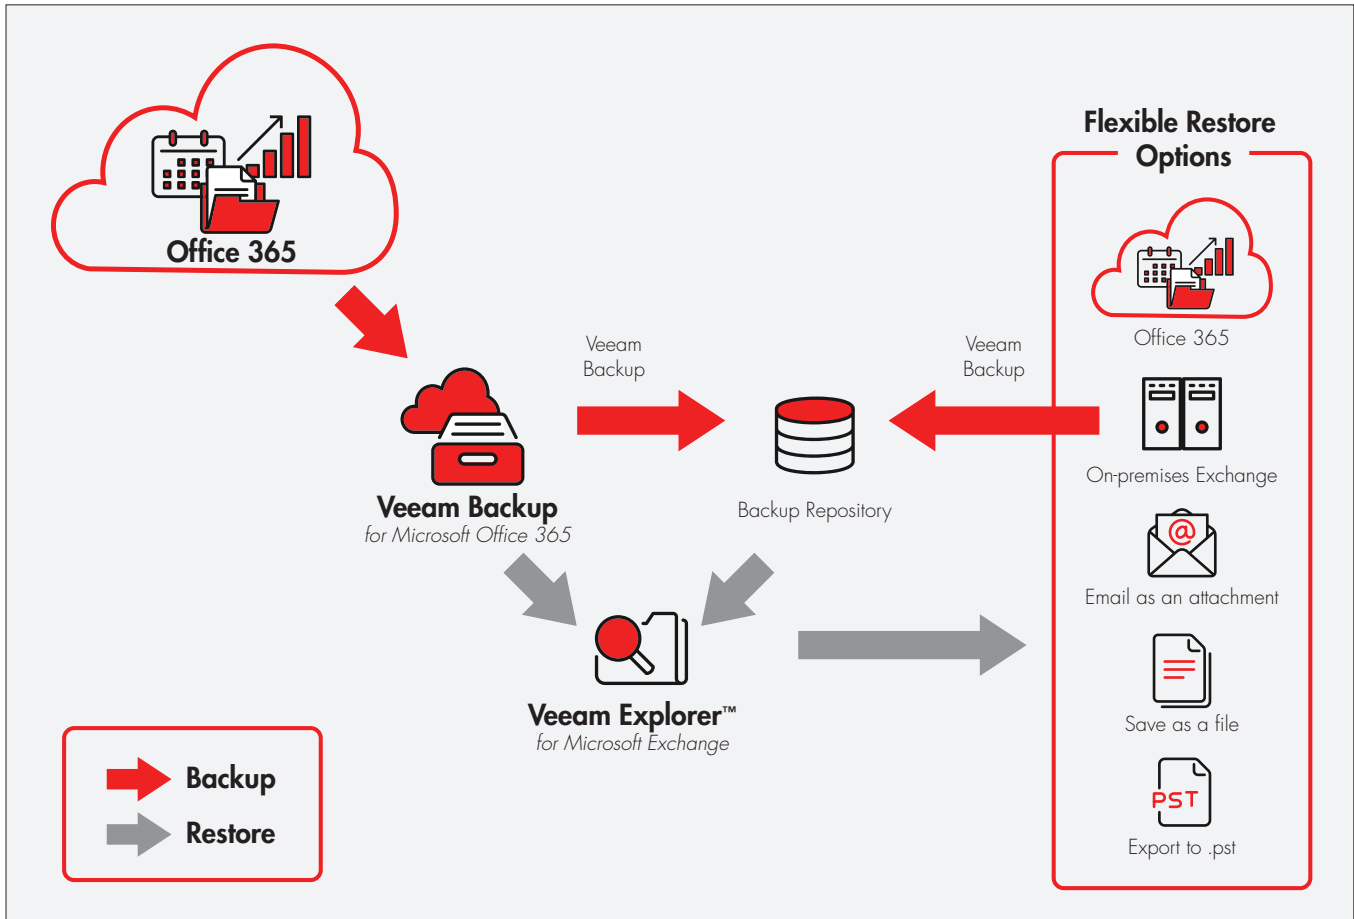 Office 365
Veeam Backup
for Microsoft Office 365
Veeam
Backup
Backup Repository
Veeam
Backup
Veeam Explorer™
for Microsoft Exchange
Flexible Restore
Options
Office 365
On-premises Exchange
@
Email as an attachment
Save as a file
PST
Export to .pst
Backup
Restore